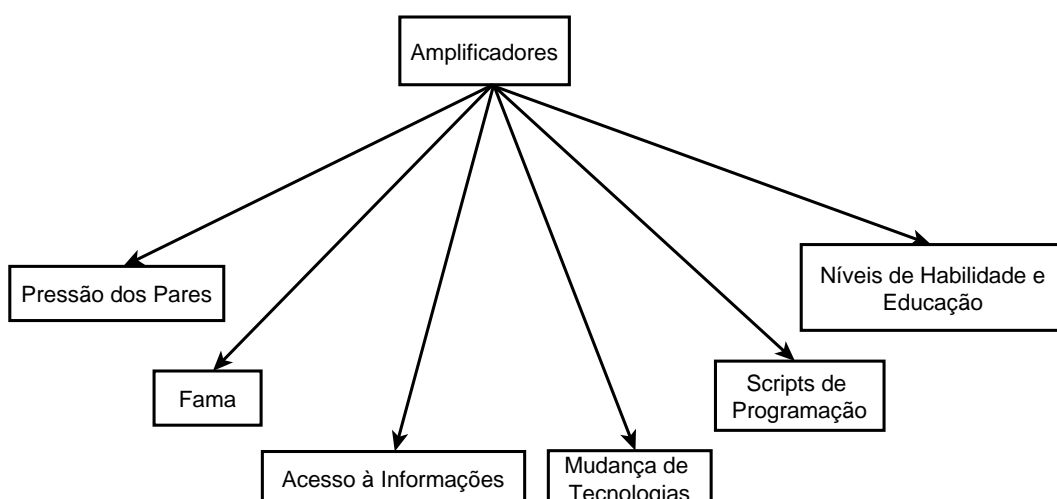 Amplificadores
Pressão dos Pares
Níveis de Habilidade e
Educação
Fama
Scripts de
Programação
Acesso à Informações
Mudança de
Tecnologias